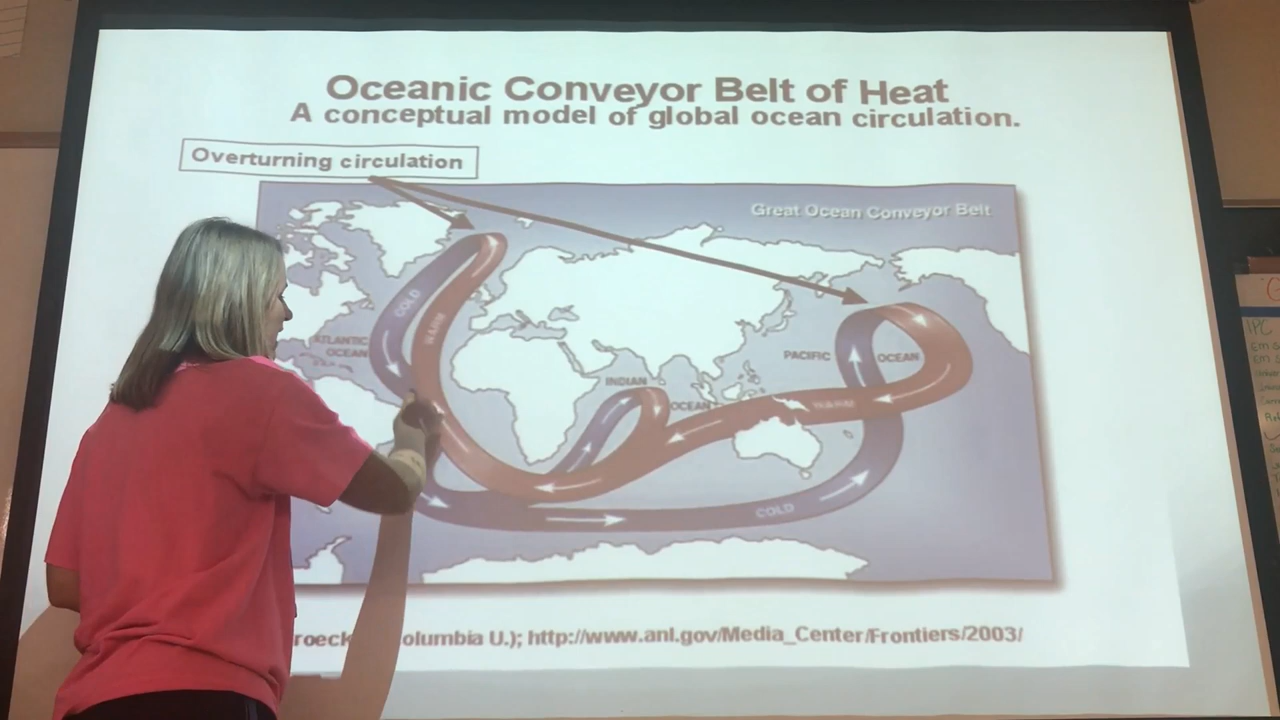 Oceanic Conveyor Belt of Heat
A conceptual model of global ocean circulation.
Overturning circulation
Great Ocean Conveyor Belt
COLD
WARM
ATLANTIC
OCEAN
PACIFIC
OCEAN
INDIAN
OCEAN
WARM
COLD
roeck olumbia U.); http://www.anl.gov/Media_Center/Frontiers/2003/
IPC